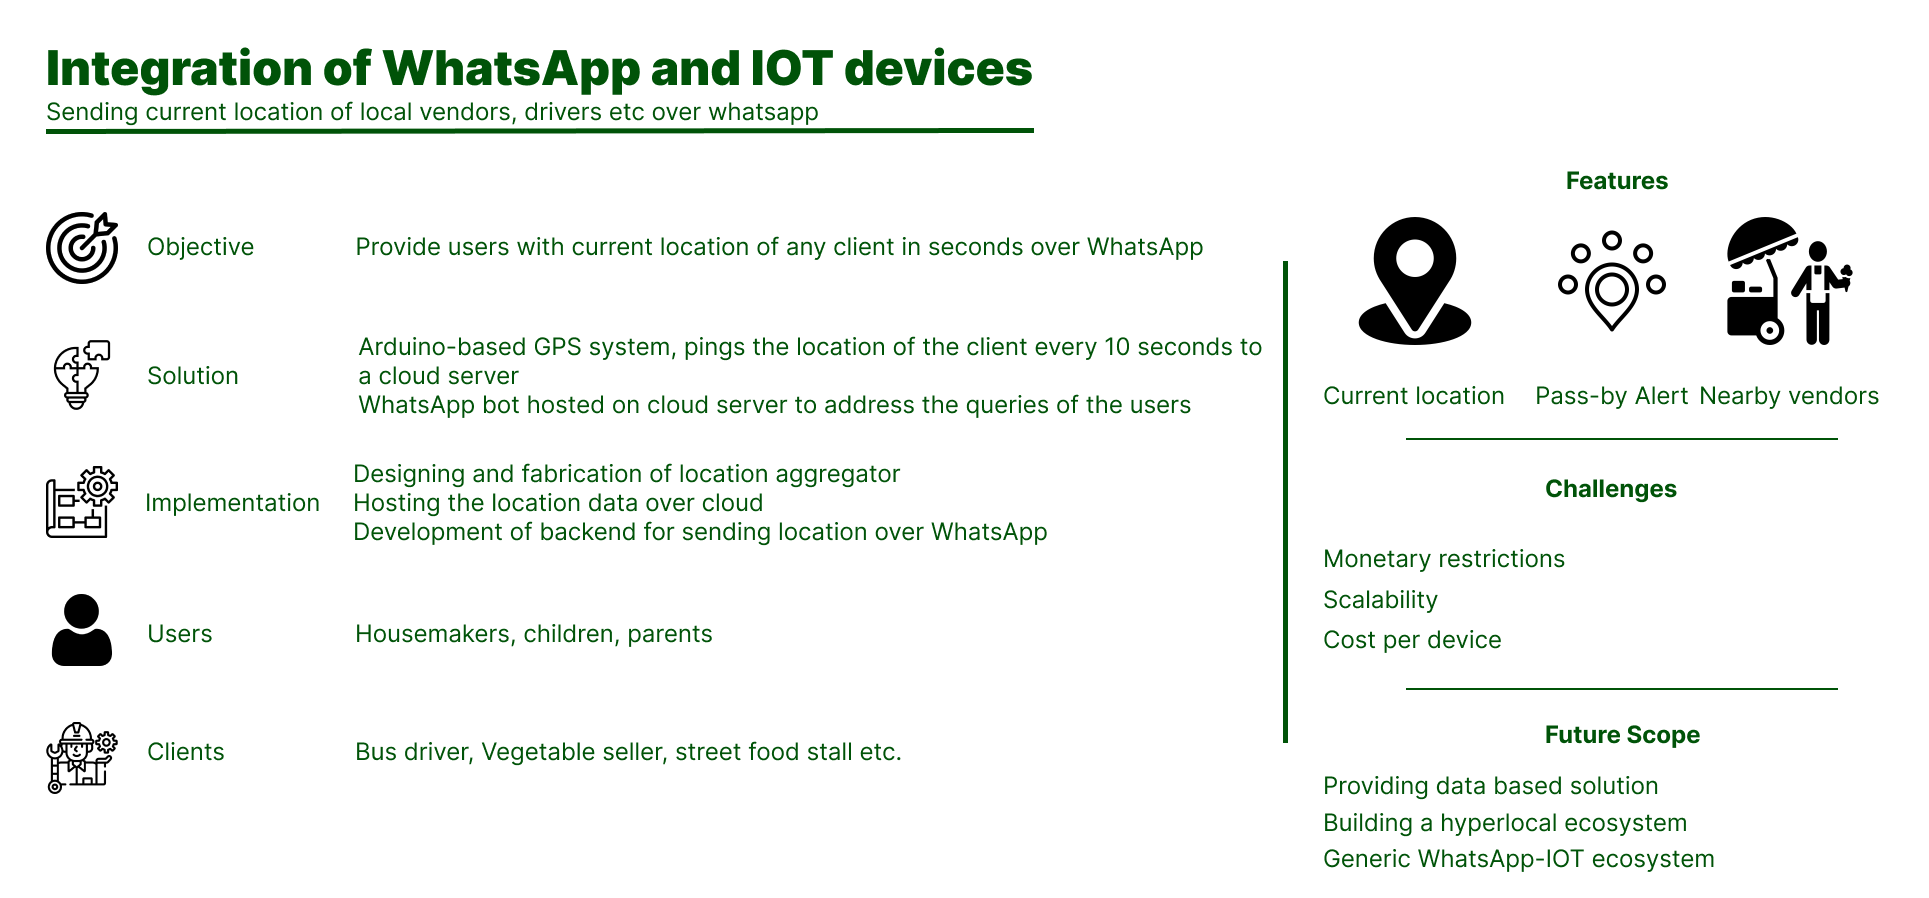 Integration of WhatsApp and IOT devices
Sending current location of local vendors, drivers etc over whatsapp
Objective
Provide users with current location of any client in seconds over WhatsApp
Solution
Arduino-based GPS system, pings the location of the client every 10 seconds to
a cloud server
WhatsApp bot hosted on cloud server to address the queries of the users
Implementation
Designing and fabrication of location aggregator
Hosting the location data over cloud
Development of backend for sending location over WhatsApp
Users
Housemakers, children, parents
Clients
Bus driver, Vegetable seller, street food stall etc.
Features
Current location
Pass-by Alert
Nearby vendors
Challenges
Monetary restrictions
Scalability
Cost per device
Future Scope
Providing data based solution
Building a hyperlocal ecosystem
Generic WhatsApp-IOT ecosystem